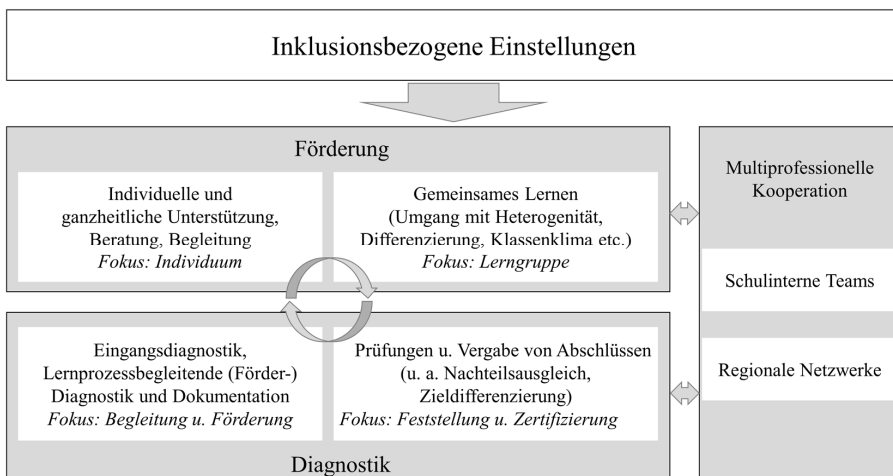 Inklusionsbezogene Einstellungen
Förderung
Individuelle und
ganzheitliche Unterstützung,
Beratung, Begleitung
Fokus: Individuum
Gemeinsames Lernen
(Umgang mit Heterogenität,
Differenzierung, Klassenklima etc.)
Fokus: Lerngruppe
Eingangsdiagnostik,
Lernprozessbegleitende (Förder-)
Diagnostik und Dokumentation
Fokus: Begleitung u. Förderung
Prüfungen u. Vergabe von Abschlüssen
(u. a. Nachteilsausgleich,
Zieldifferenzierung)
Fokus: Feststellung u. Zertifizierung
Diagnostik
Multiprofessionelle
Kooperation
Schulinterne Teams
Regionale Netzwerke